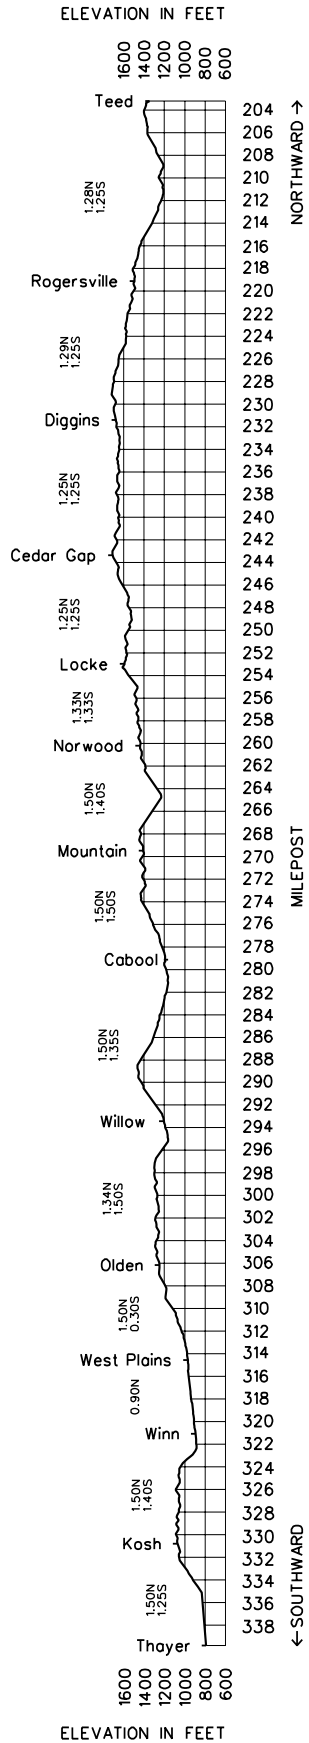 ELEVATION IN FEET
1600 1400 1200 1000 800 600
Teed
204
NORTHWARD →
206
208
210
1.28N
1.25S
212
214
216
218
Rogersville
220
222
224
1.29N
1.25S
226
228
230
Diggins
232
234
236
1.25N
1.25S
238
240
242
Cedar Gap
244
246
1.25N
1.25S
248
250
252
Locke
254
1.33N
1.33S
256
258
Norwood
260
262
1.50N
1.40S
264
266
268
Mountain
270
MILEPOST
272
1.50N
1.50S
274
276
278
Cabool
280
282
284
1.50N
1.35S
286
288
290
292
Willow
294
296
298
1.34N
1.50S
300
302
304
Olden
306
308
1.50N
0.30S
310
312
West Plains
314
316
0.90N
318
320
Winn
322
324
1.50N
1.40S
326
328
330
Kosh
332
334
1.50N
1.25S
336
338
← SOUTHWARD
Thayer
1600 1400 1200 1000 800 600
ELEVATION IN FEET